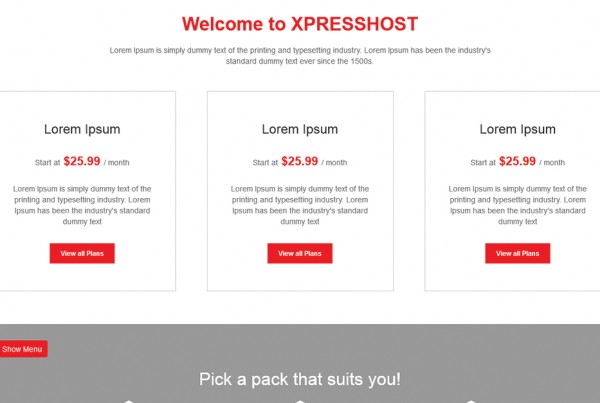 Welcome to XPRESSHOST
Lorem Ipsum is simply dummy text of the printing and typesetting industry. Lorem Ipsum has been the industry's
standard dummy text ever since the 1500s.
Lorem Ipsum
Start at $25.99 / month
Lorem Ipsum is simply dummy text of the
printing and typesetting industry. Lorem
Ipsum has been the industry's standard
dummy text
View all Plans
Lorem Ipsum
Start at $25.99 / month
Lorem Ipsum is simply dummy text of the
printing and typesetting industry. Lorem
Ipsum has been the industry's standard
dummy text
View all Plans
Lorem Ipsum
Start at $25.99 / month
Lorem Ipsum is simply dummy text of the
printing and typesetting industry. Lorem
Ipsum has been the industry's standard
dummy text
View all Plans
Show Menu
Pick a pack that suits you!